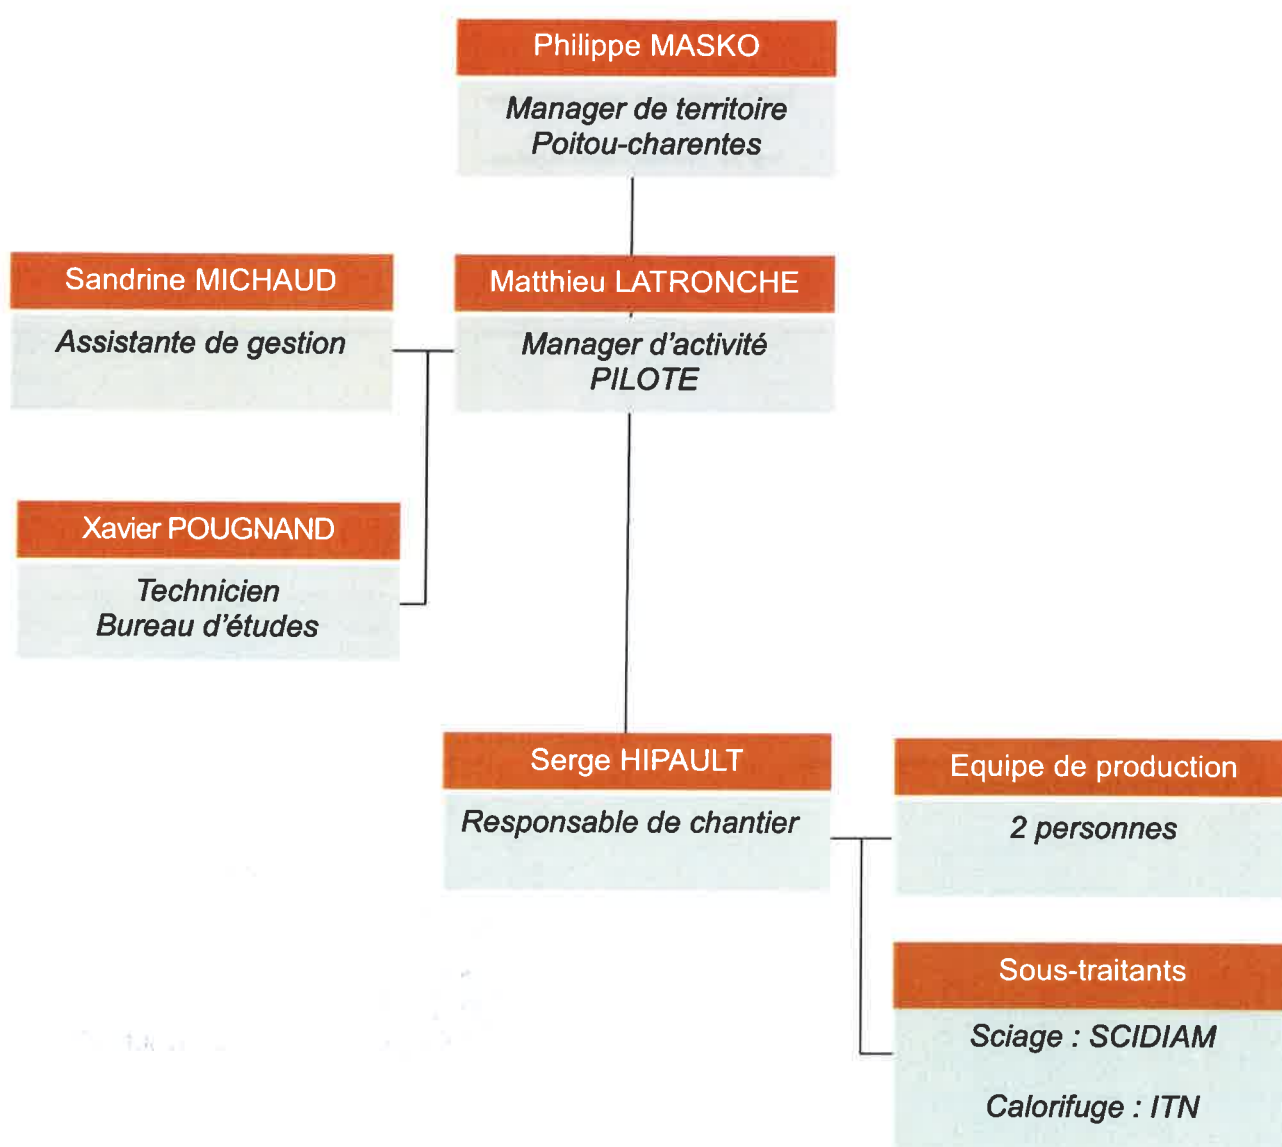 Philippe MASKO
Manager de territoire
Poitou-charentes
Sandrine MICHAUD
Assistante de gestion
Matthieu LATRONCHE
Manager d'activité
PILOTE
Xavier POUGNAND
Technicien
Bureau d'études
Serge HIPAULT
Responsable de chantier
Equipe de production
2 personnes
Sous-traitants
Sciage : SCIDIAM
Calorifuge : ITN